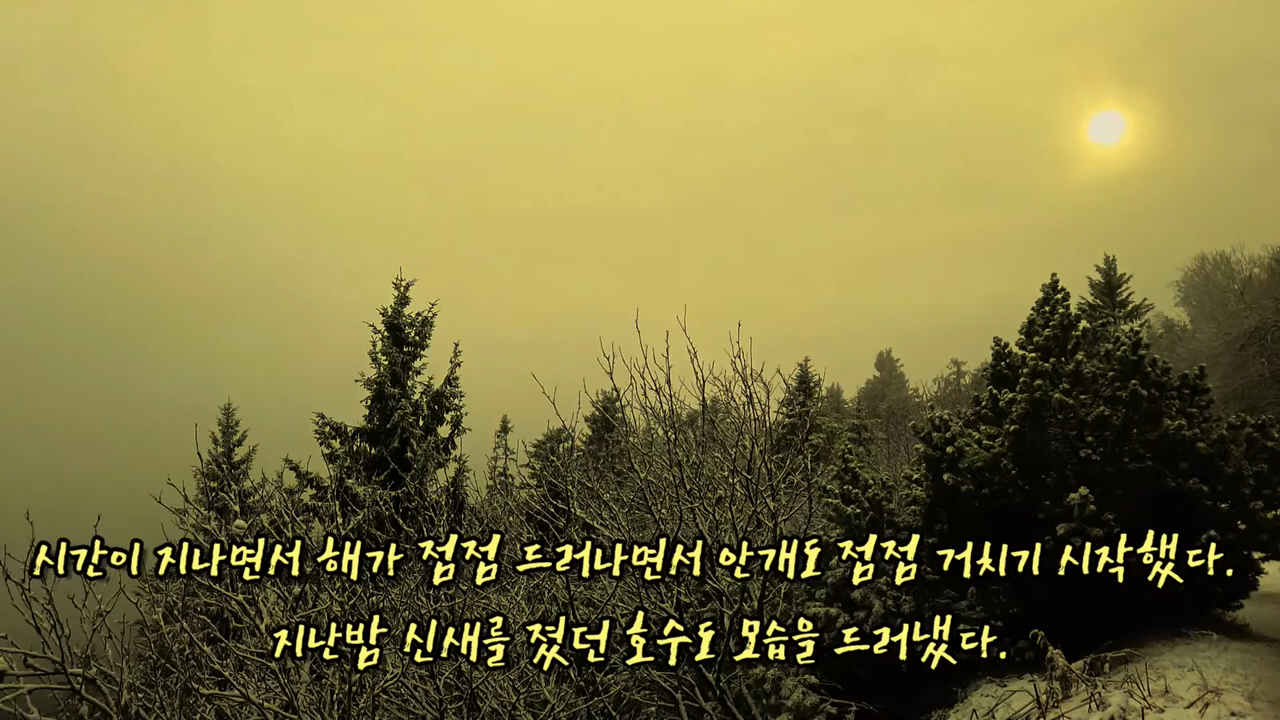 시간이 지나면서 해가 점점 드러나면서 안개도 점점 거치기 시작했다.
지난밤 신새를 졌던 호수도 모습을 드러냈다.